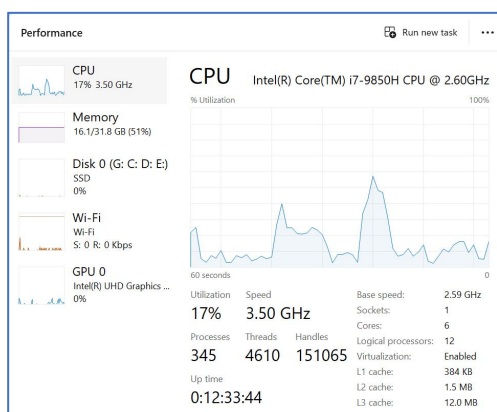 Performance
Run new task
CPU
17% 3.50 GHz
Memory
16.1/31.8 GB (51%)
Disk 0 (G: C: D: E:)
SSD
0%
Wi-Fi
Wi-Fi
S: 0 R: 0 Kbps
GPU 0
Intel(R) UHD Graphics ...
0%
CPU Intel(R) Core(TM) i7-9850H CPU @ 2.60GHz
% Utilization 100%
60 seconds 0
Utilization Speed
17% 3.50 GHz
Processes Threads Handles
345 4610 151065
Up time
0:12:33:44
Base speed: 2.59 GHz
Sockets: 1
Cores: 6
Logical processors: 12
Virtualization: Enabled
L1 cache: 384 KB
L2 cache: 1.5 MB
L3 cache: 12.0 MB